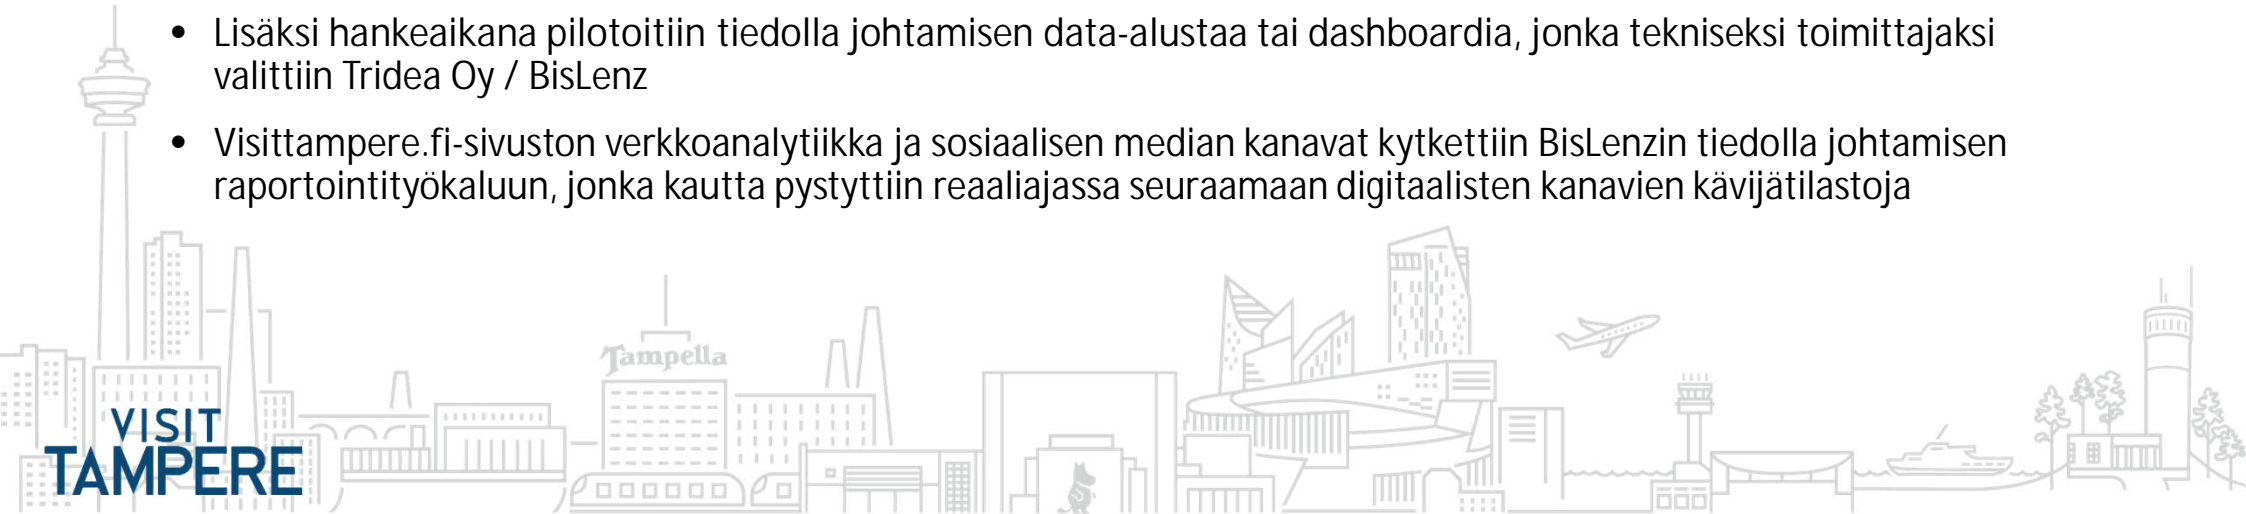 • Lisäksi hankeaikana pilotoitiin tiedolla johtamisen data-alustaa tai dashboardia, jonka tekniseksi toimittajaksi
valittiin Tridea Oy / BisLenz
• Visittampere.fi-sivuston verkkoanalytiikka ja sosiaalisen median kanavat kytkettiin BisLenzin tiedolla johtamisen
raportointityökaluun, jonka kautta pystyttiin reaaliajassa seuraamaan digitaalisten kanavien kävijätilastoja
Tampella
VISIT
TAMPERE